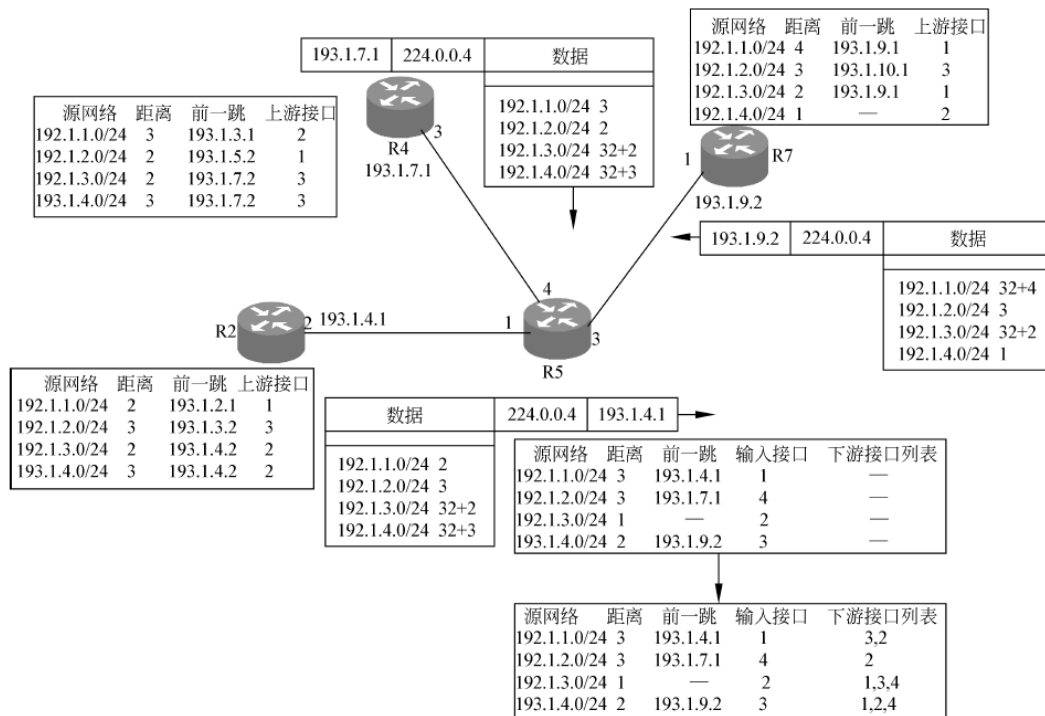 193.1.7.1 224.0.0.4 数据
192.1.1.0/24 3
192.1.2.0/24 2
192.1.3.0/24 32+2
192.1.4.0/24 32+3
源网络 距离 前一跳 上游接口
192.1.1.0/24 4 193.1.9.1 1
192.1.2.0/24 3 193.1.10.1 3
192.1.3.0/24 2 193.1.9.1 1
192.1.4.0/24 1 — 2
源网络 距离 前一跳 上游接口
192.1.1.0/24 3 193.1.3.1 2
192.1.2.0/24 2 193.1.5.2 1
192.1.3.0/24 2 193.1.7.2 3
193.1.4.0/24 3 193.1.7.2 3
3
R4
193.1.7.1
1
R7
193.1.9.2
193.1.9.2 224.0.0.4 数据
192.1.1.0/24 32+4
192.1.2.0/24 3
192.1.3.0/24 32+2
192.1.4.0/24 1
4
R2 2 193.1.4.1 1
3
R5
源网络 距离 前一跳 上游接口
192.1.1.0/24 2 193.1.2.1 1
192.1.2.0/24 3 193.1.3.2 3
192.1.3.0/24 2 193.1.4.2 2
193.1.4.0/24 3 193.1.4.2 2
数据 224.0.0.4 193.1.4.1
192.1.1.0/24 2
192.1.2.0/24 3
192.1.3.0/24 32+2
192.1.4.0/24 32+3
源网络 距离 前一跳 输入接口 下游接口列表
192.1.1.0/24 3 193.1.4.1 1 —
192.1.2.0/24 3 193.1.7.1 4 —
192.1.3.0/24 1 — 2 —
193.1.4.0/24 2 193.1.9.2 3 —
源网络 距离 前一跳 输入接口 下游接口列表
192.1.1.0/24 3 193.1.4.1 1 3,2
192.1.2.0/24 3 193.1.7.1 4 2
192.1.3.0/24 1 — 2 1,3,4
193.1.4.0/24 2 193.1.9.2 3 1,2,4